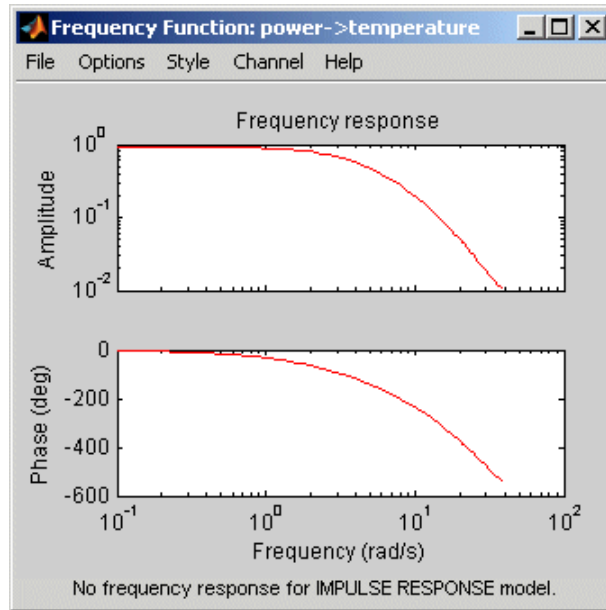 Frequency Function: power->temperature
File Options Style Channel Help
Frequency response
Amplitude
10^0
10^-1
10^-2
Phase (deg)
0
-200
-400
-600
10^-1 10^0 10^1 10^2
Frequency (rad/s)
No frequency response for IMPULSE RESPONSE model.